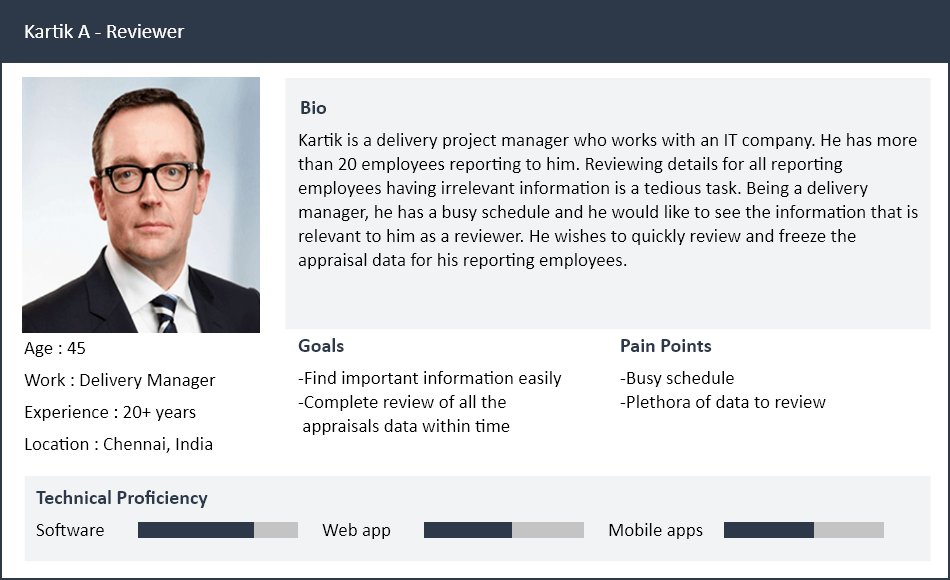 Kartik A - Reviewer
Bio
Kartik is a delivery project manager who works with an IT company. He has more
than 20 employees reporting to him. Reviewing details for all reporting
employees having irrelevant information is a tedious task. Being a delivery
manager, he has a busy schedule and he would like to see the information that is
relevant to him as a reviewer. He wishes to quickly review and freeze the
appraisal data for his reporting employees.
Age : 45
Work : Delivery Manager
Experience : 20+ years
Location : Chennai, India
Goals
-Find important information easily
-Complete review of all the
appraisals data within time
Pain Points
-Busy schedule
-Plethora of data to review
Technical Proficiency
Software
Web app
Mobile apps